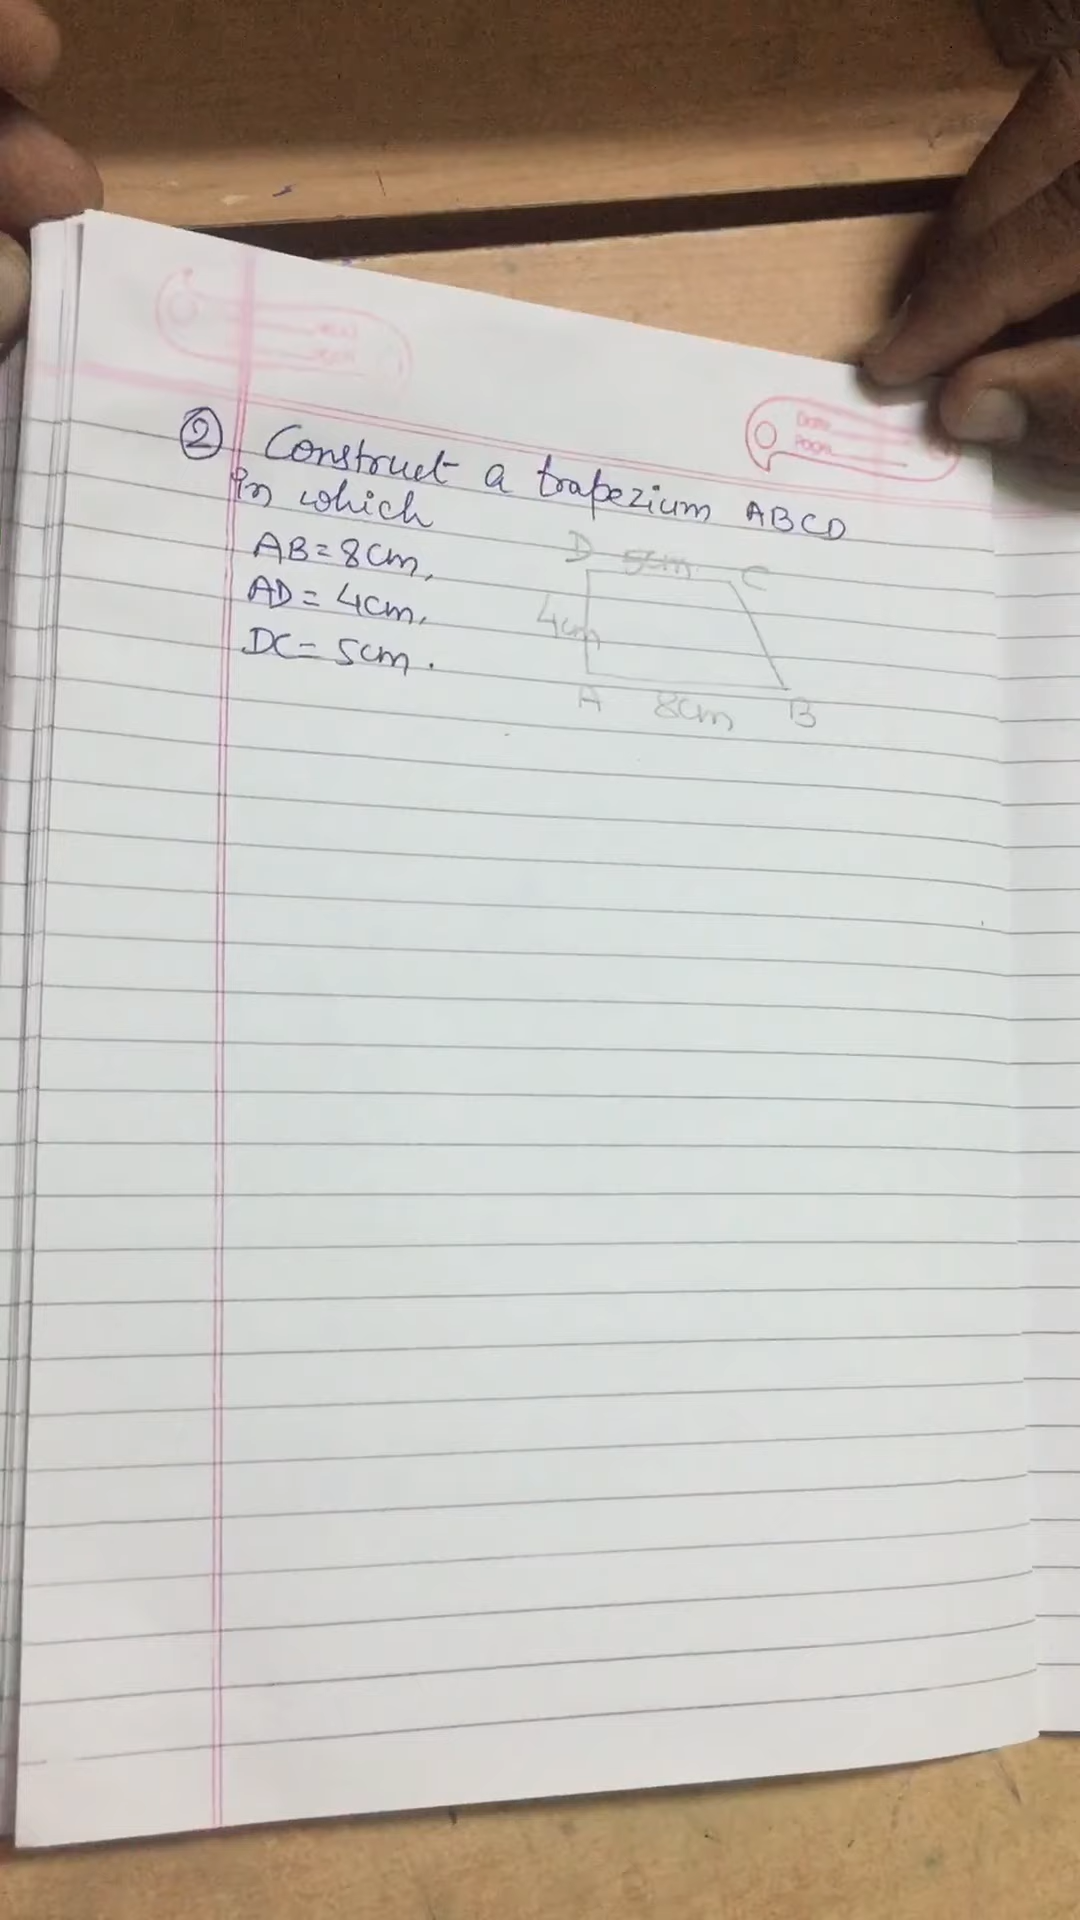 ② Construct a trapezium ABCD
in which
AB = 8cm,
AD = 4cm,
DC = 5cm.
D 5cm C
4cm
A 8cm B